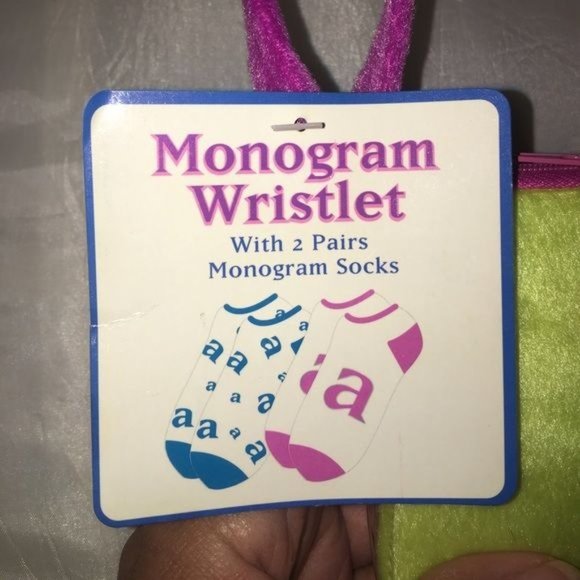 Monogram
Wristlet
With 2 Pairs
Monogram Socks
a a a a a a a a a a a
a a